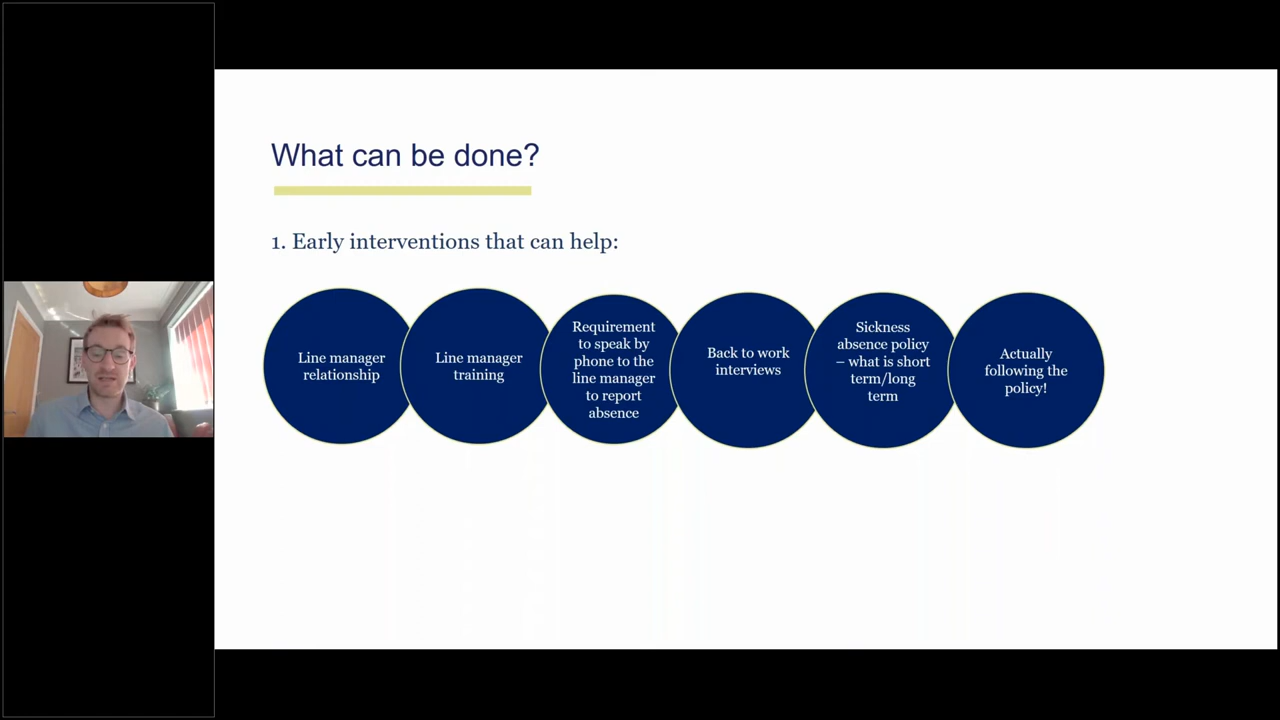 What can be done?
1. Early interventions that can help:
Line manager
relationship
Line manager
training
Requirement
to speak by
phone to the
line manager
to report
absence
Back to work
interviews
Sickness
absence policy
– what is short
term/long
term
Actually
following the
policy!